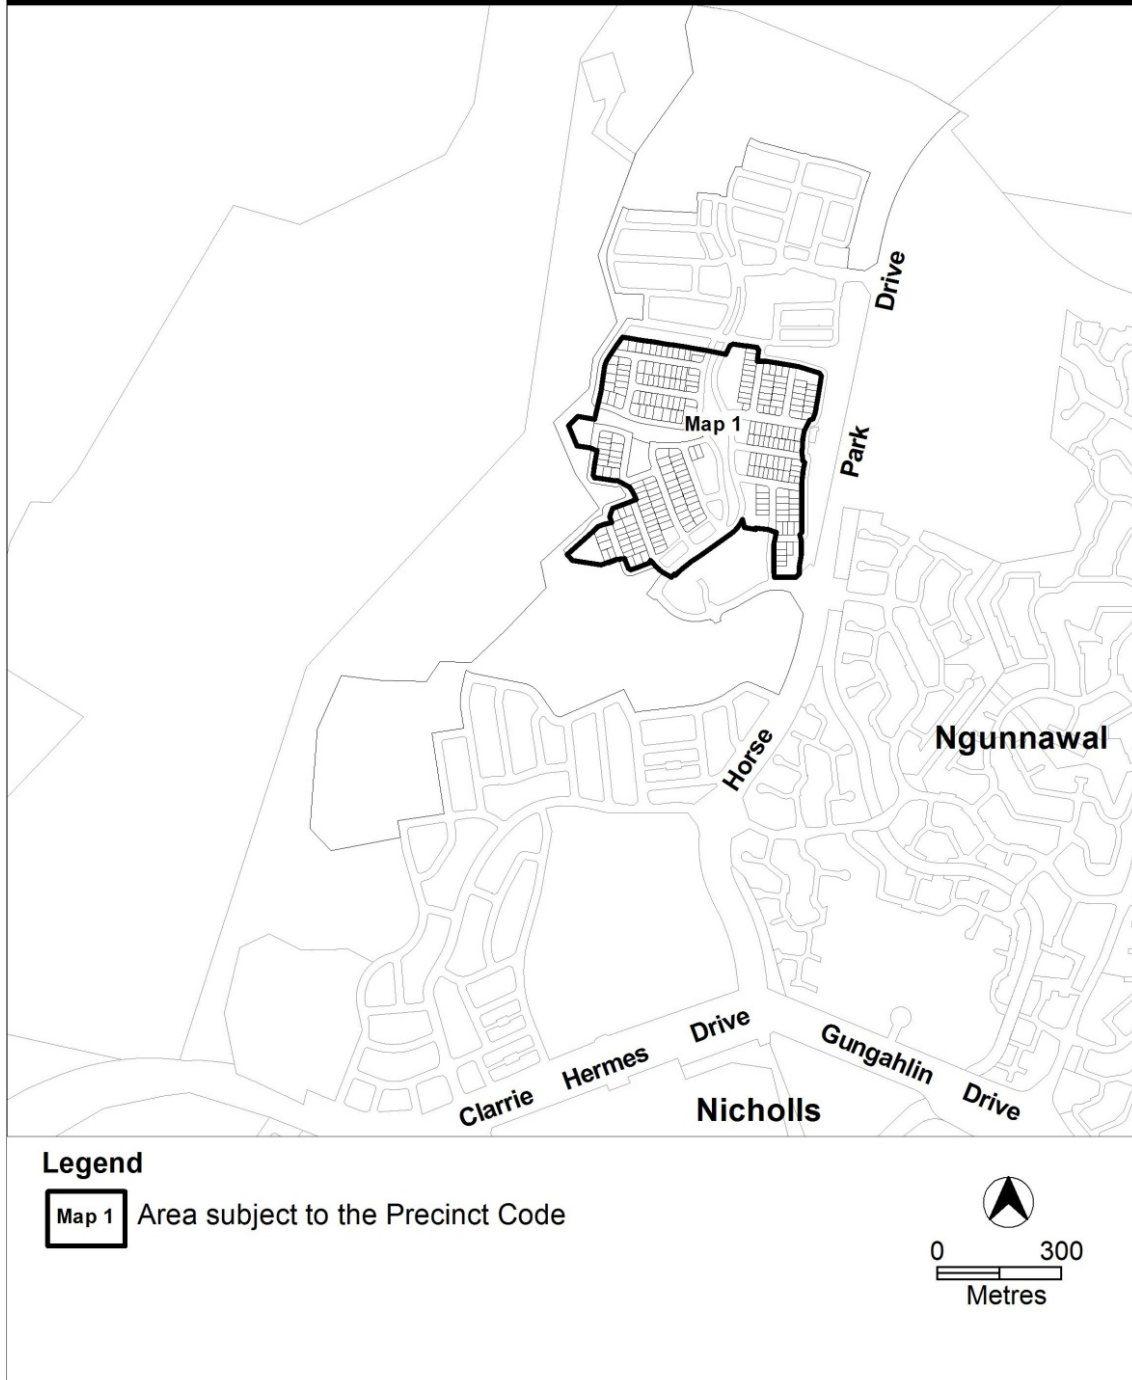 Drive
Park
Map 1
Horse
Ngunnawal
Clarrie Hermes Drive
Gungahlin Drive
Nicholls
Legend
Map 1 Area subject to the Precinct Code
0 300
Metres